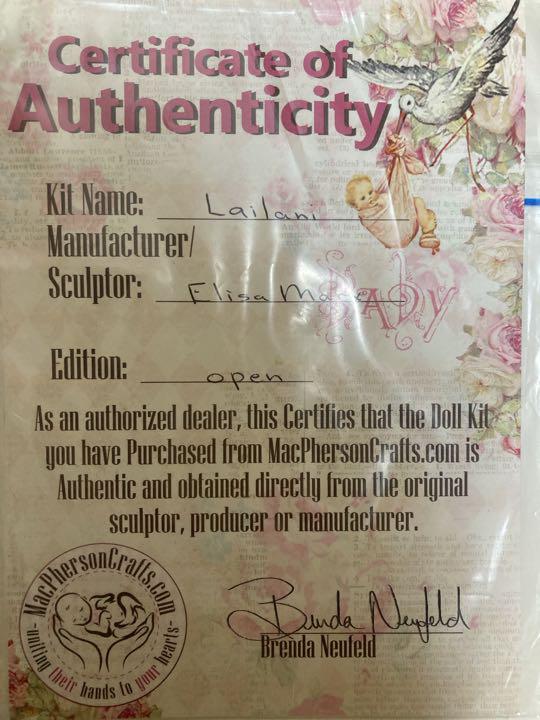 Certificate of
Authenticity
Kit Name: Lailani
Manufacturer/
Sculptor: Elisa Marx
Baby
Edition: open
As an authorized dealer, this Certifies that the Doll Kit
you have Purchased from MacPhersonCrafts.com is
Authentic and obtained directly from the original
sculptor, producer or manufacturer.
MacPhersonCrafts.com
-uniting their hands to your hearts-
Brenda Neufeld
Brenda Neufeld